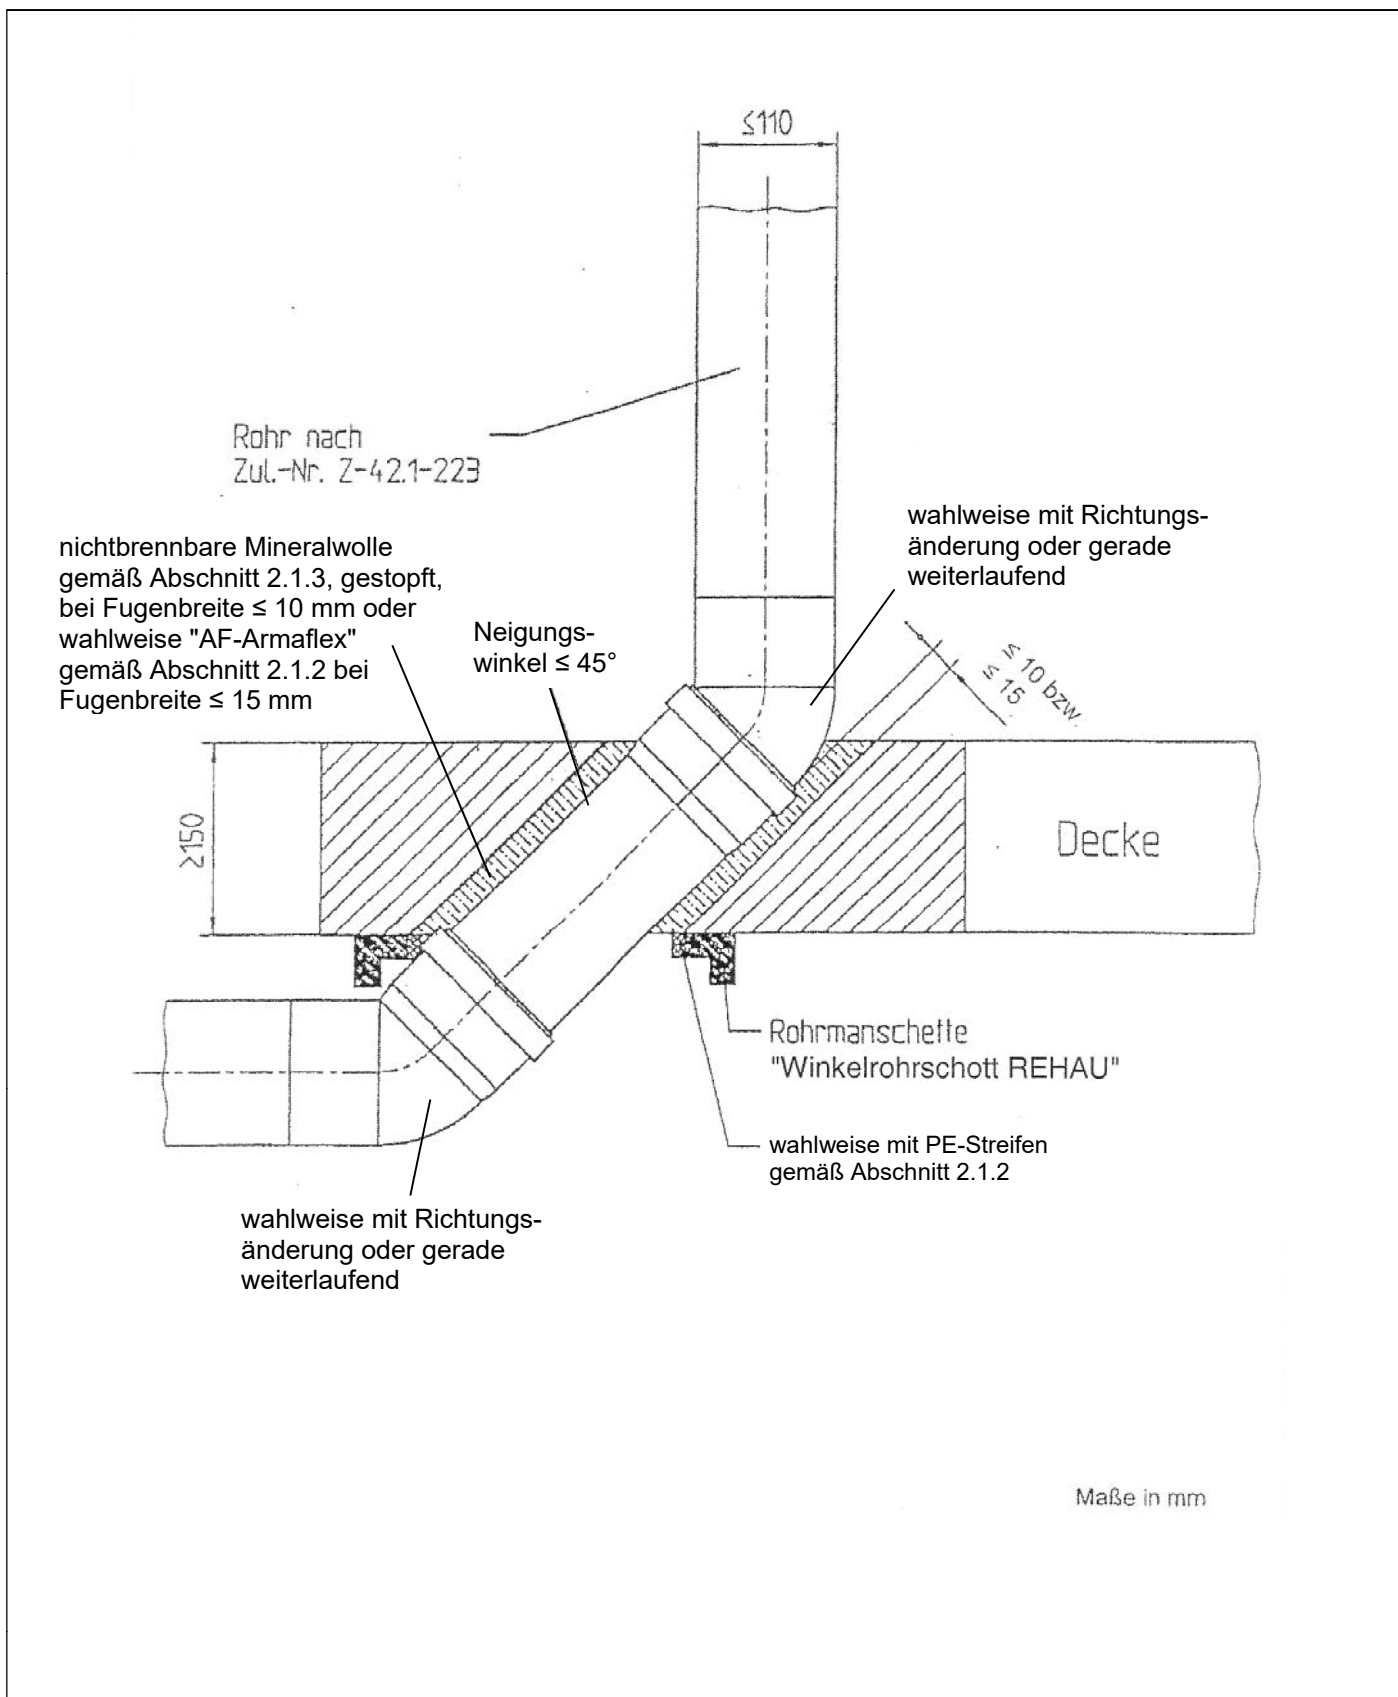 ≤110
Rohr nach
Zul.-Nr. Z-42.1-223
nichtbrennbare Mineralwolle
gemäß Abschnitt 2.1.3, gestopft,
bei Fugenbreite ≤ 10 mm oder
wahlweise "AF-Armaflex"
gemäß Abschnitt 2.1.2 bei
Fugenbreite ≤ 15 mm
Neigungs-
winkel ≤ 45°
wahlweise mit Richtungs-
änderung oder gerade
weiterlaufend
≤ 10 bzw.
≤ 15
≥150
Decke
Rohrmanschette
"Winkelrohrschott REHAU"
wahlweise mit PE-Streifen
gemäß Abschnitt 2.1.2
wahlweise mit Richtungs-
änderung oder gerade
weiterlaufend
Maße in mm